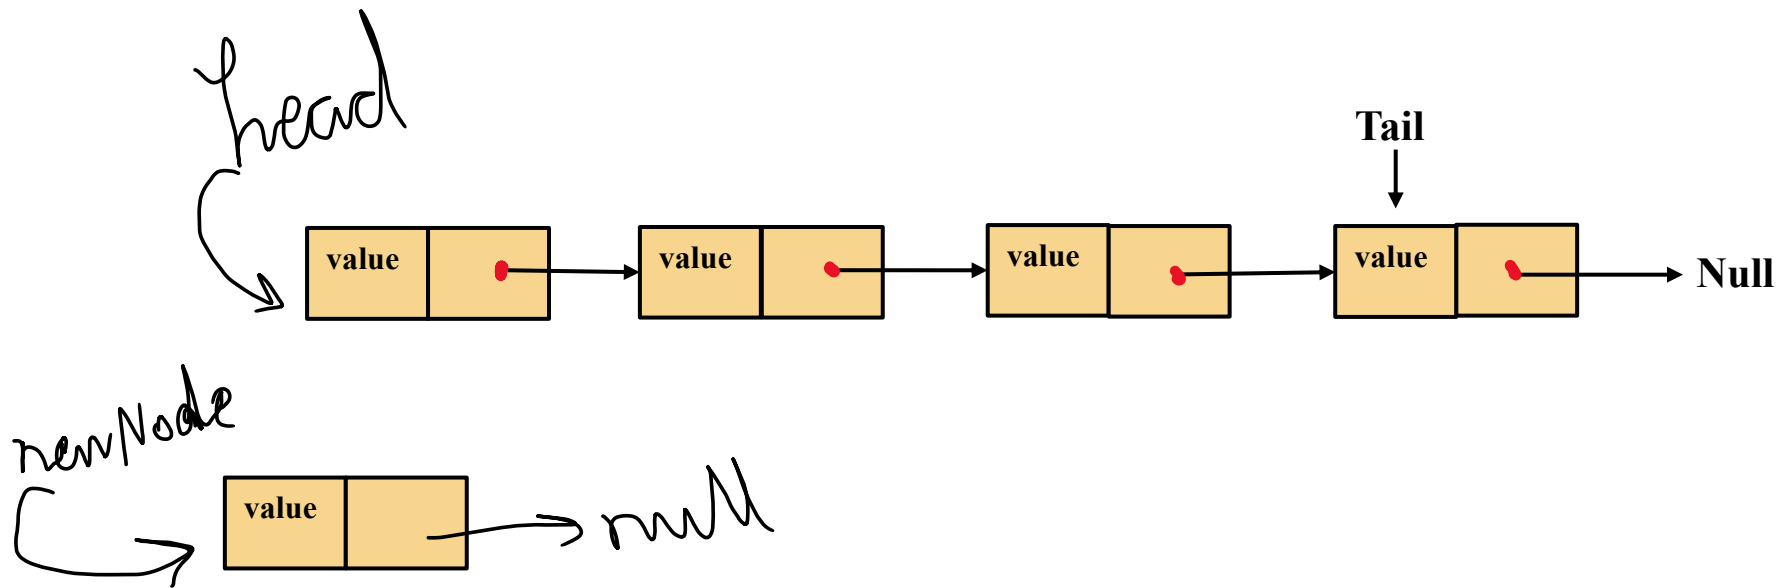 head
Tail
value value value value Null
newNode
value null